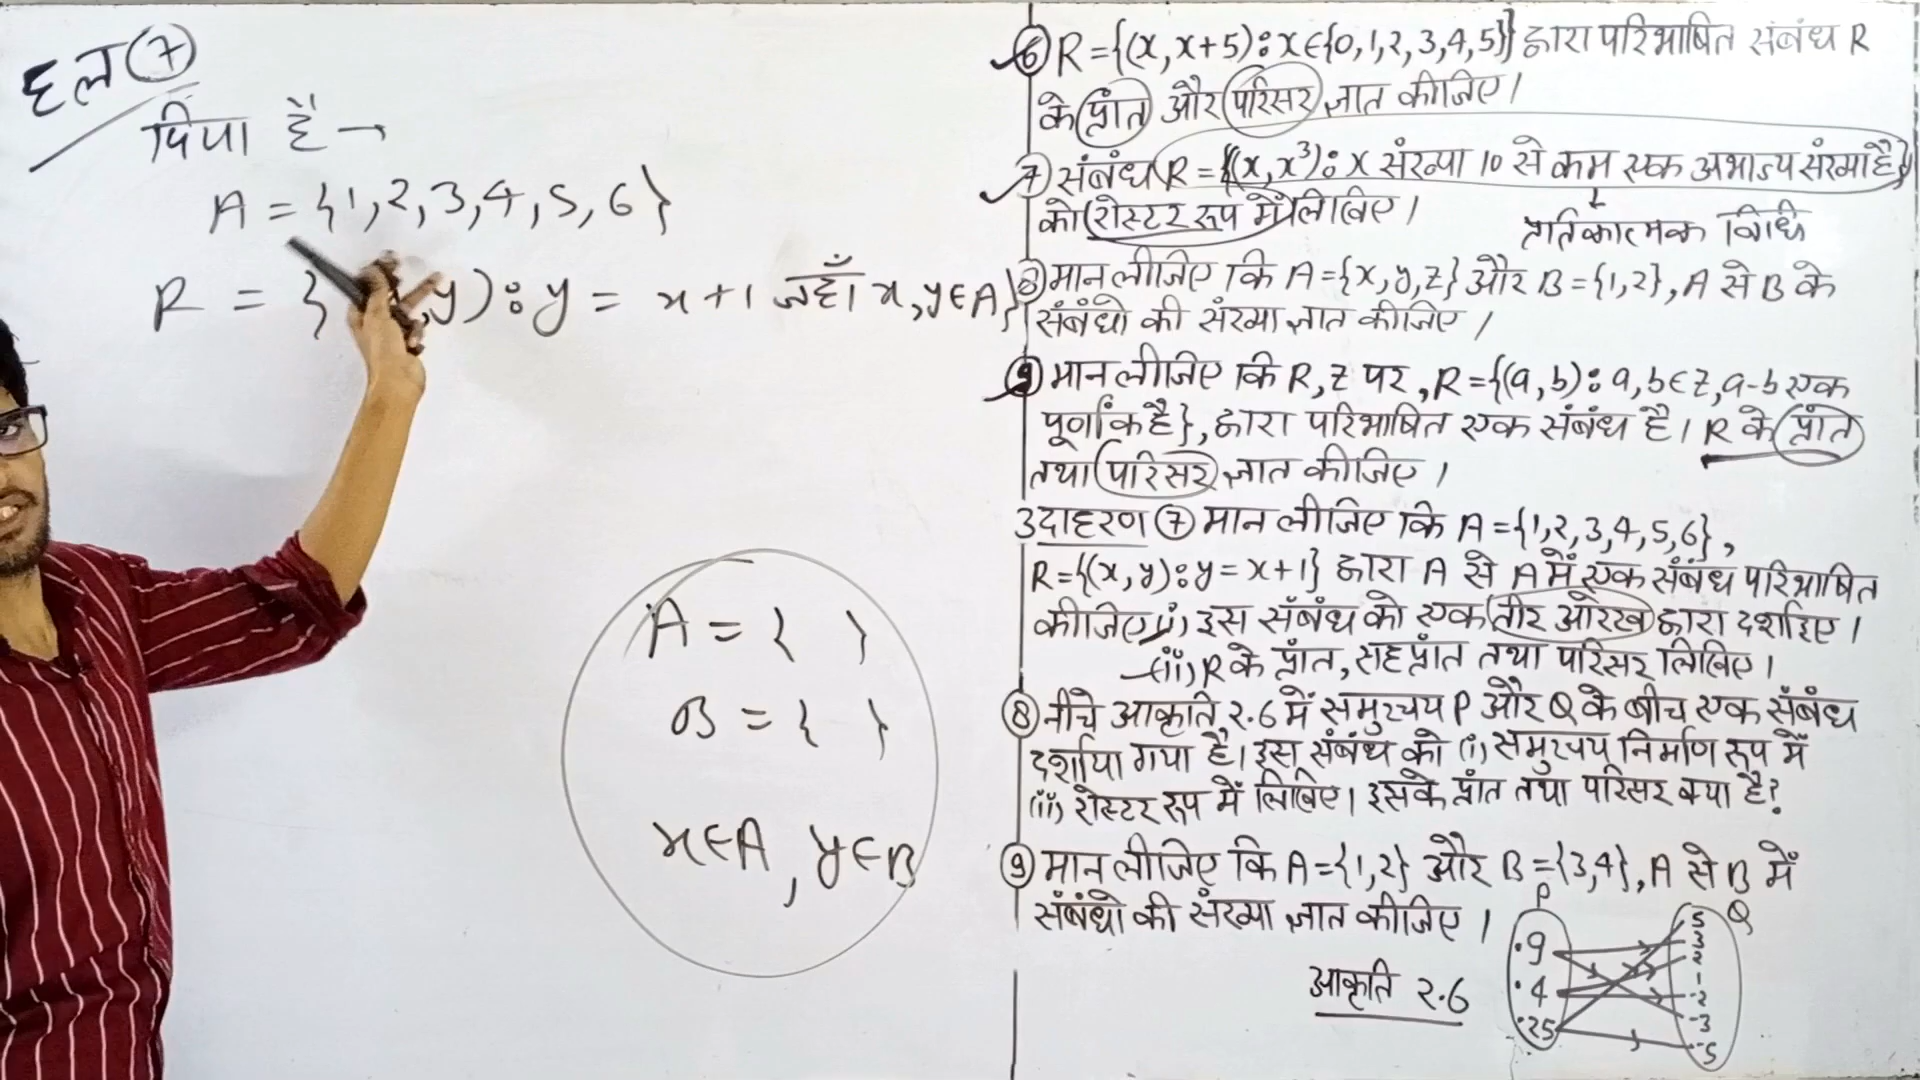 हल ⑦
दिया है →
A = {1, 2, 3, 4, 5, 6}
R = { ,y) : y = x + 1 जहाँ x, y ∈ A}
A = { }
B = { }
x ∈ A, y ∈ B
⑥ R = {(x, x+5) : x ∈ {0, 1, 2, 3, 4, 5}} द्वारा परिभाषित संबंध R
के प्रांत और परिसर ज्ञात कीजिए।
⑦ संबंध R = {(x, x³) : x संख्या 10 से कम एक अभाज्य संख्या है}
को रोस्टर रूप में लिखिए।
प्रतिकात्मक विधि
⑧ मान लीजिए कि A = {x, y, z} और B = {1, 2}, A से B के
संबंधो की संख्या ज्ञात कीजिए।
⑨ मान लीजिए कि R, Z पर, R = {(a, b) : a, b ∈ Z, a-b एक
पूर्णांक है}, द्वारा परिभाषित एक संबंध है। R के प्रांत
तथा परिसर ज्ञात कीजिए।
उदाहरण ⑦ मान लीजिए कि A = {1, 2, 3, 4, 5, 6},
R = {(x, y) : y = x+1} द्वारा A से A में एक संबंध परिभाषित
कीजिए (i) इस संबंध को एक तीर आरेख द्वारा दर्शाइए।
(ii) R के प्रांत, सहप्रांत तथा परिसर लिखिए।
⑧ नीचे आकृति 2.6 में समुच्चय P और Q के बीच एक संबंध
दर्शाया गया है। इस संबंध को (i) समुच्चय निर्माण रूप में
(ii) रोस्टर रूप में लिखिए। इसके प्रांत तथा परिसर क्या है?
⑨ मान लीजिए कि A = {1, 2} और B = {3, 4}, A से B में
संबंधो की संख्या ज्ञात कीजिए।
आकृति 2.6
P
.9
.4
.25
Q
5
3
2
1
-2
-3
-5